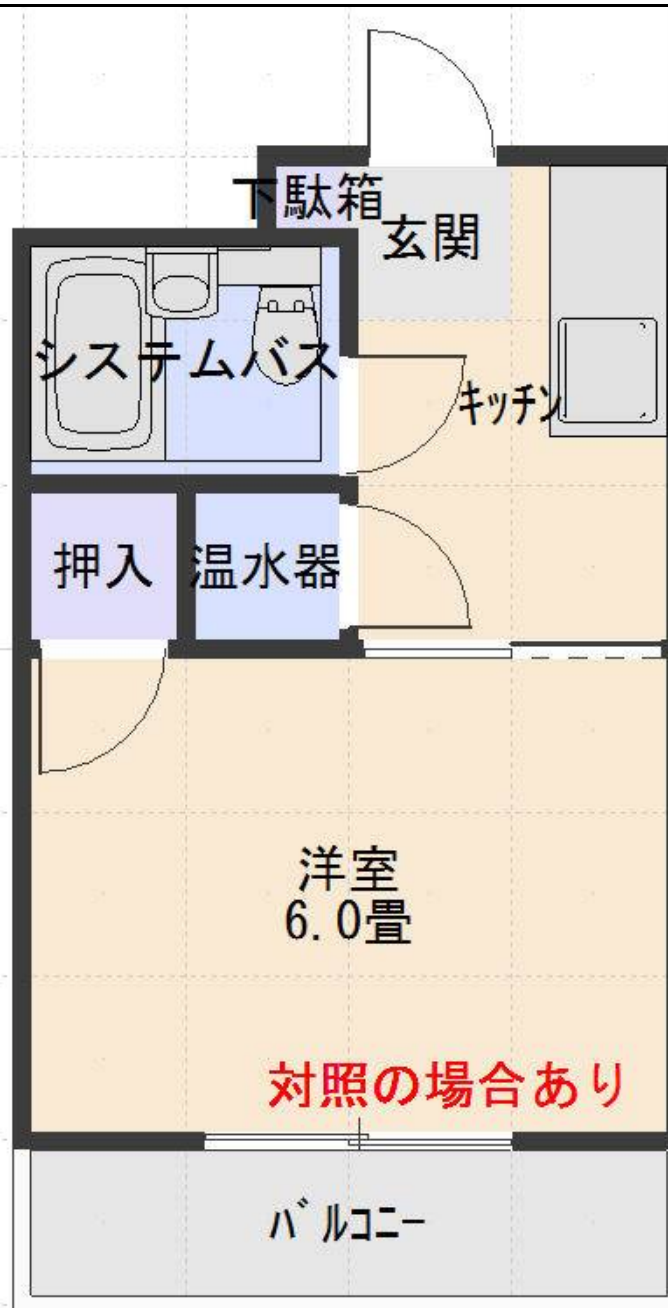 下駄箱
玄関
システムバス
キッチン
押入
温水器
洋室
6.0畳
対照の場合あり
バルコニー